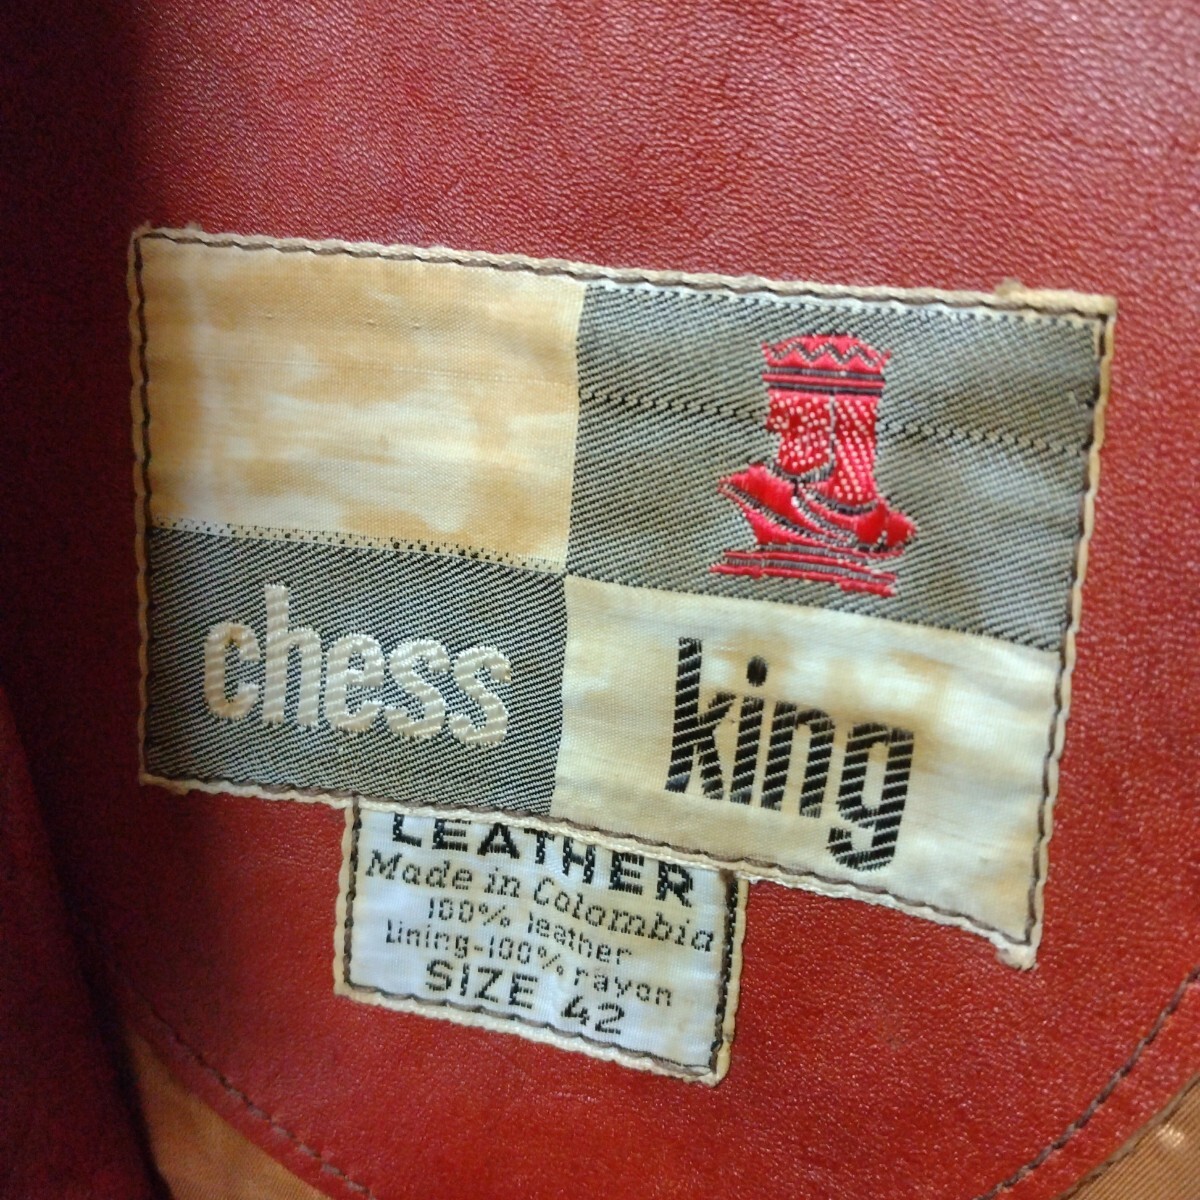 chess king
LEATHER
Made in Colombia
100% leather
Lining-100% rayon
SIZE 42